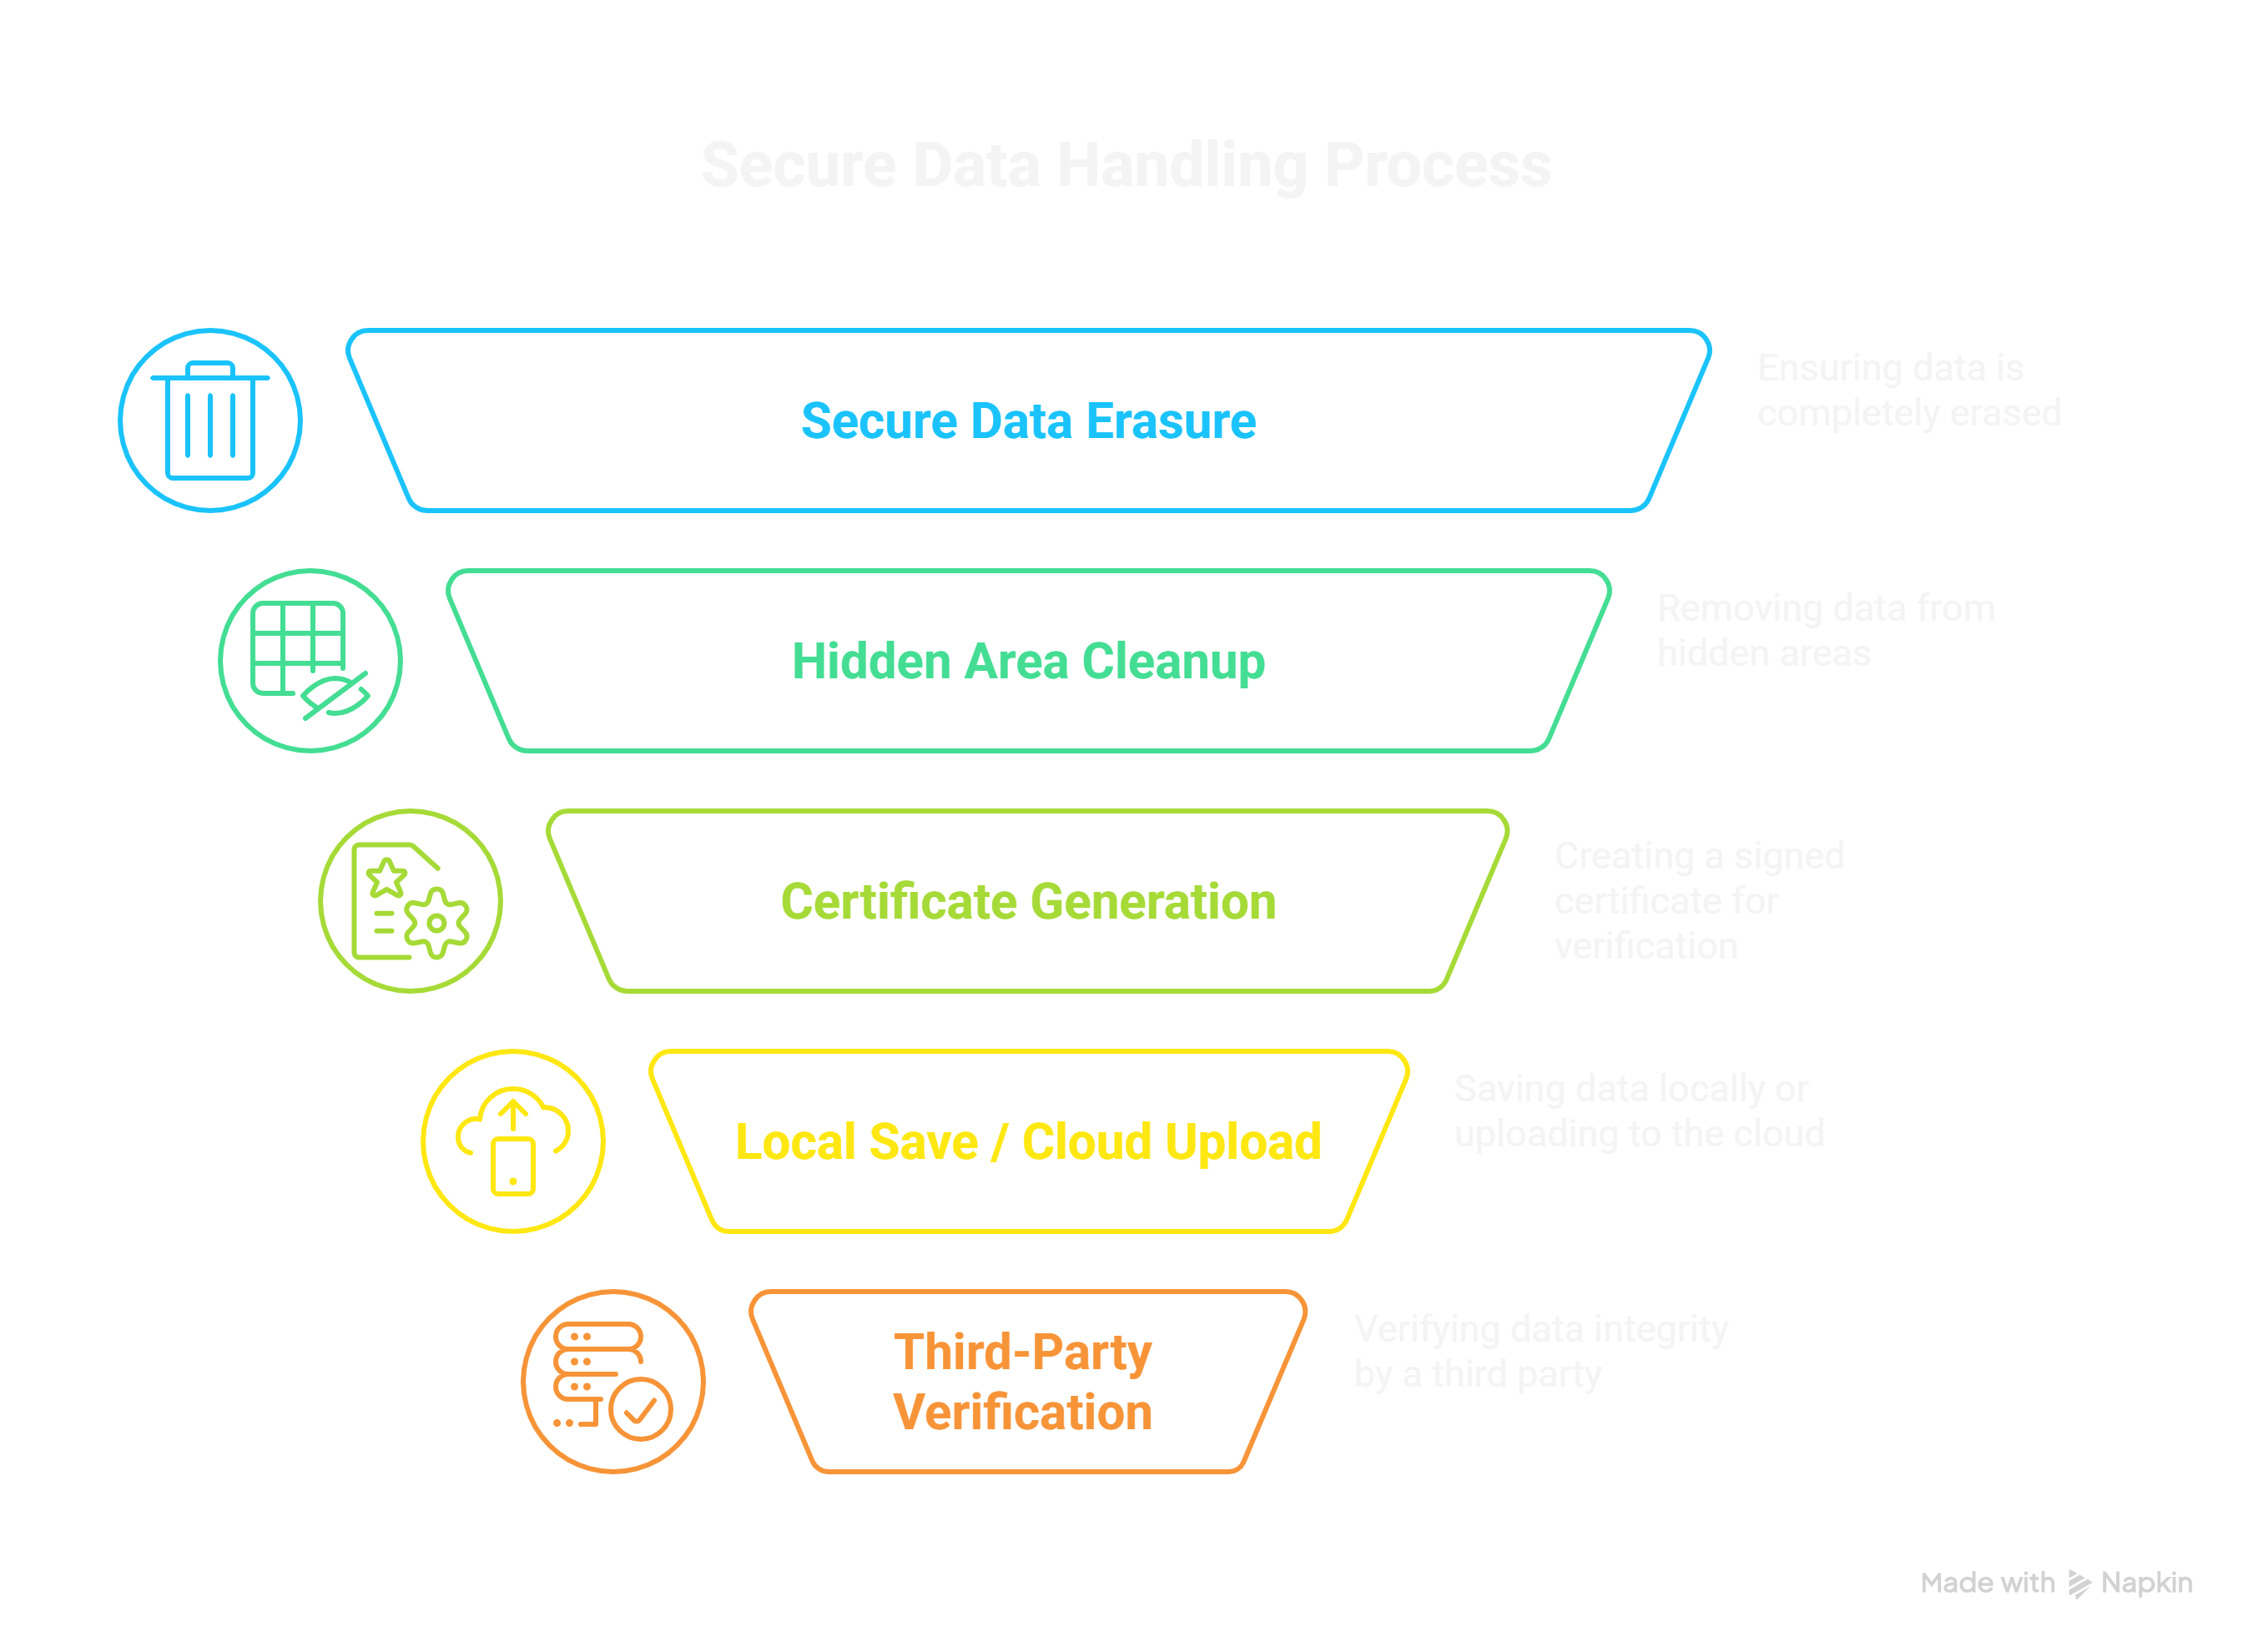 Secure Data Handling Process
Secure Data Erasure
Ensuring data is
completely erased
Hidden Area Cleanup
Removing data from
hidden areas
Certificate Generation
Creating a signed
certificate for
verification
Local Save / Cloud Upload
Saving data locally or
uploading to the cloud
Third-Party
Verification
Verifying data integrity
by a third party
Made with Napkin